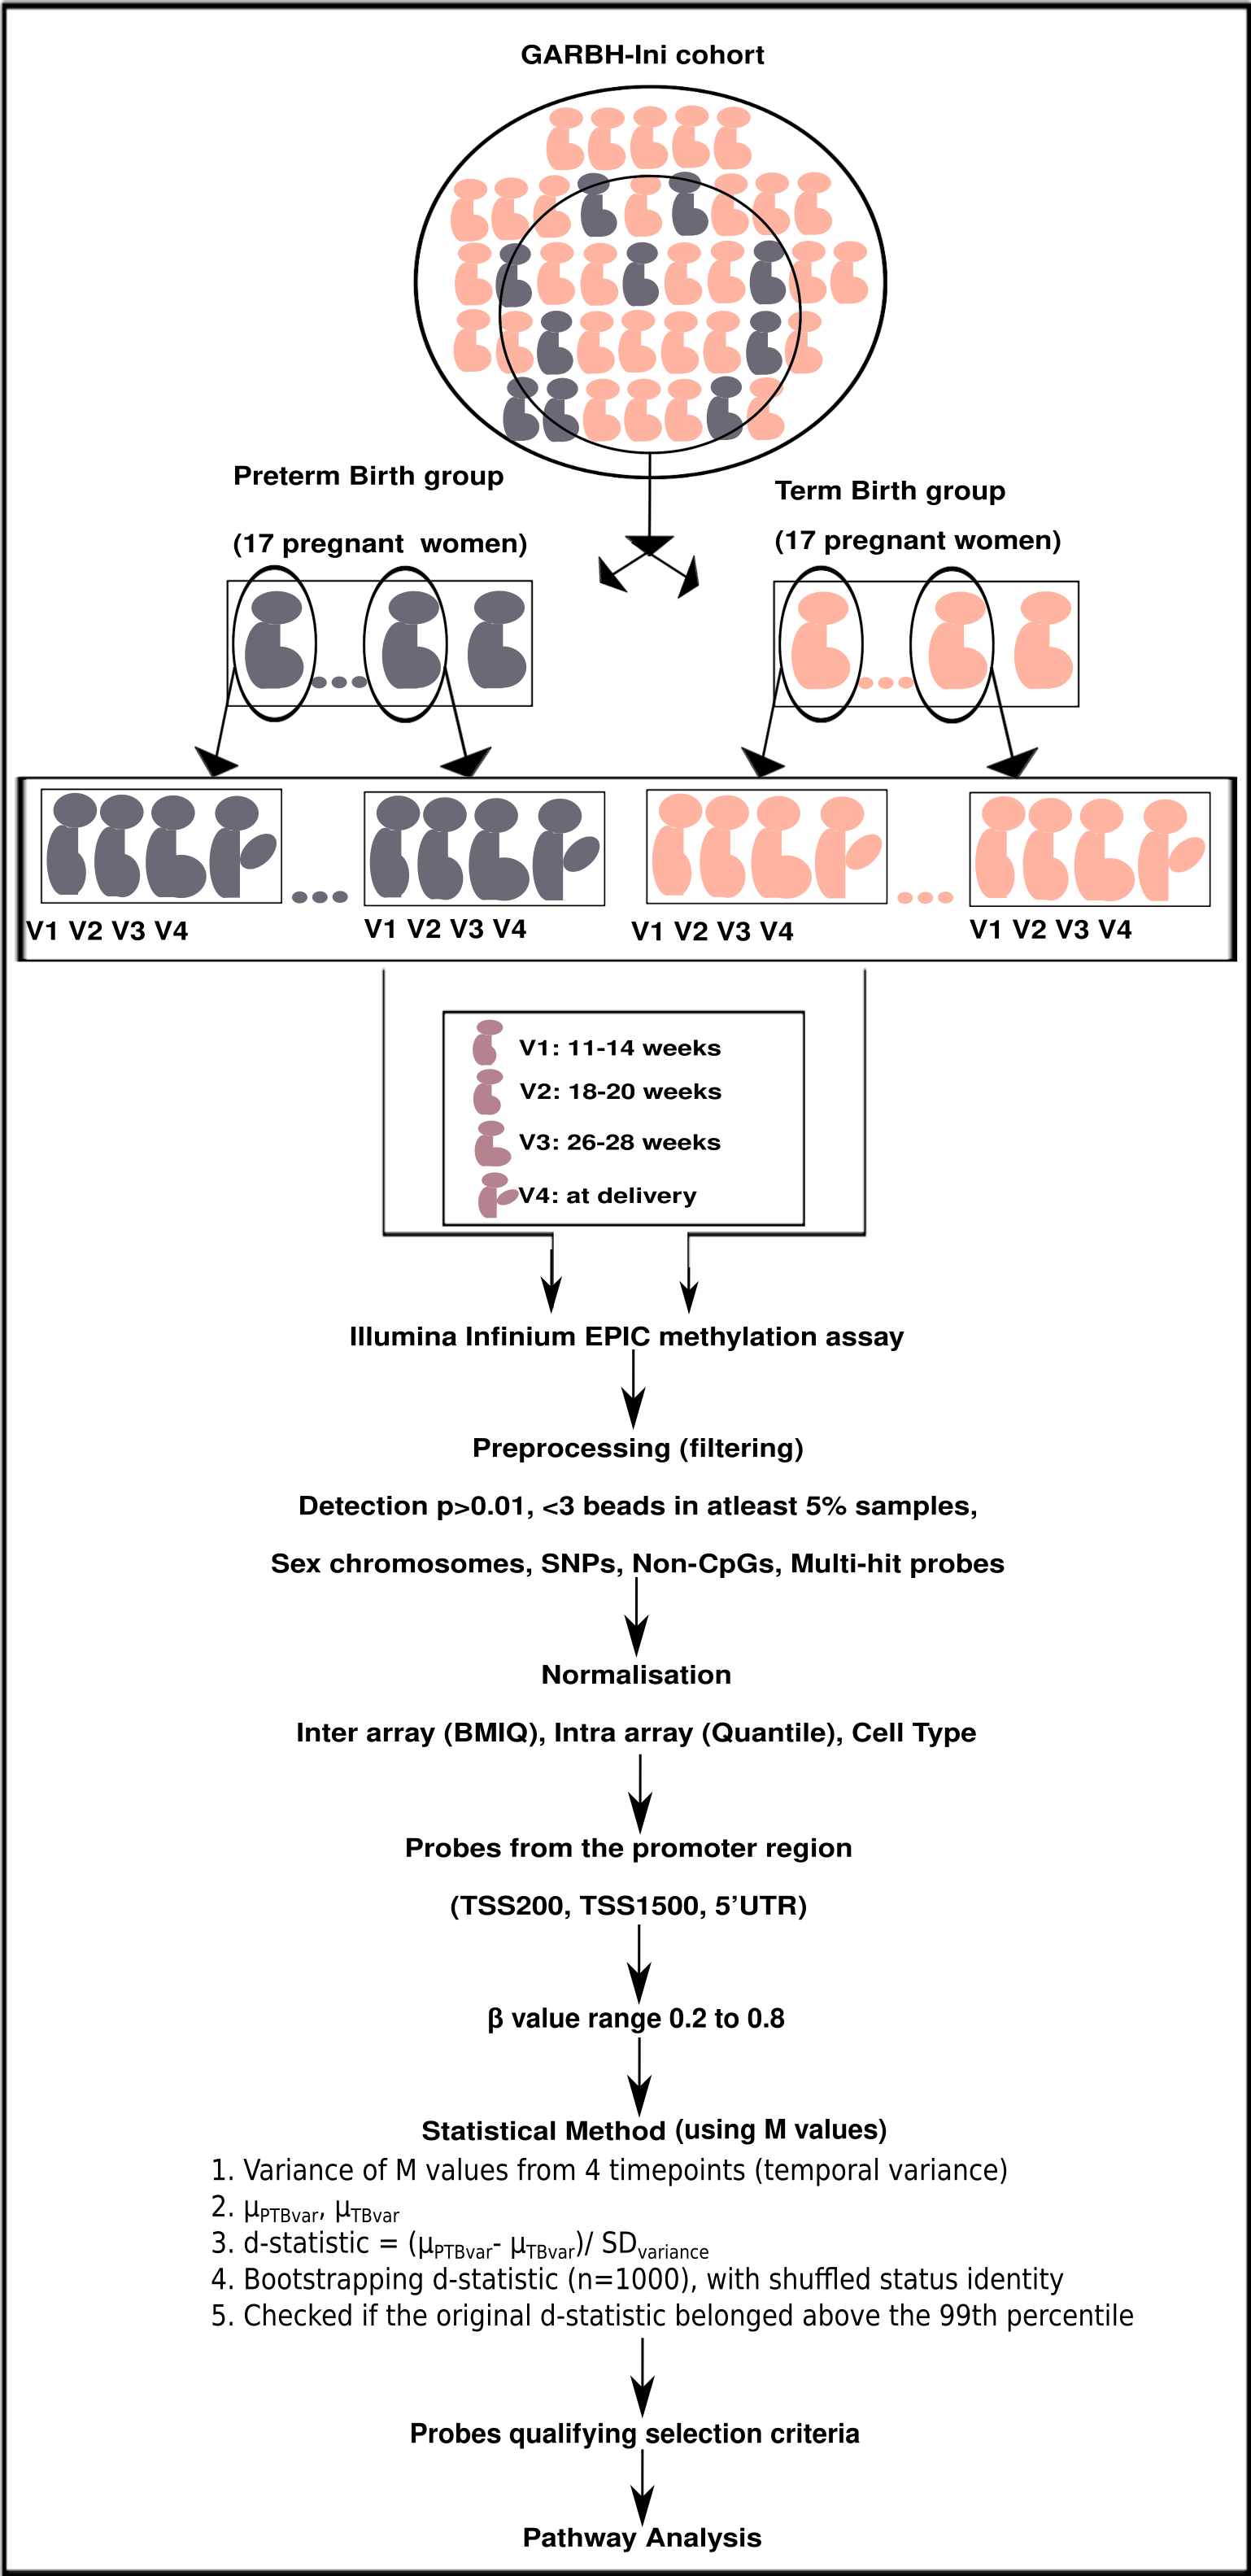 GARBH-Ini cohort
Preterm Birth group
(17 pregnant  women)
Term Birth group
(17 pregnant women)
V1 V2 V3 V4
V1 V2 V3 V4
V1 V2 V3 V4
V1 V2 V3 V4
V1: 11-14 weeks
V2: 18-20 weeks
V3: 26-28 weeks
V4: at delivery
Illumina Infinium EPIC methylation assay
Preprocessing (filtering)
Detection p>0.01, <3 beads in atleast 5% samples,
Sex chromosomes, SNPs, Non-CpGs, Multi-hit probes
Normalisation
Inter array (BMIQ), Intra array (Quantile), Cell Type
Probes from the promoter region
(TSS200, TSS1500, 5’UTR)
β value range 0.2 to 0.8
Statistical Method (using M values)
1. Variance of M values from 4 timepoints (temporal variance)
2. μPTBvar, μTBvar
3. d-statistic = (μPTBvar- μTBvar)/ SDvariance
4. Bootstrapping d-statistic (n=1000), with shuffled status identity
5. Checked if the original d-statistic belonged above the 99th percentile
Probes qualifying selection criteria
Pathway Analysis